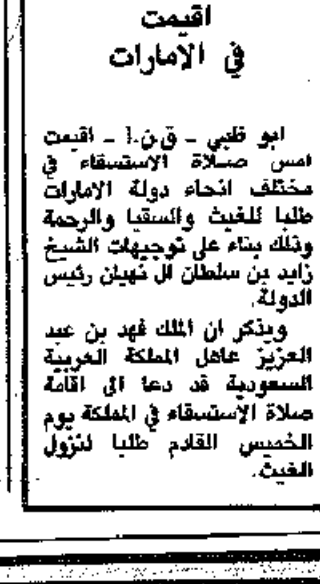 اقيمت
في الامارات
ابو ظبي - ق.ن.ا - اقيمت
امس صلاة الاستسقاء في
مختلف انحاء دولة الامارات
طلبا للغيث والسقيا والرحمة
وذلك بناء على توجيهات الشيخ
زايد بن سلطان ال نهيان رئيس
الدولة.
ويذكر ان الملك فهد بن عبد
العزيز عاهل المملكة العربية
السعودية قد دعا الى اقامة
صلاة الاستسقاء في المملكة يوم
الخميس القادم طلبا لنزول
الغيث.